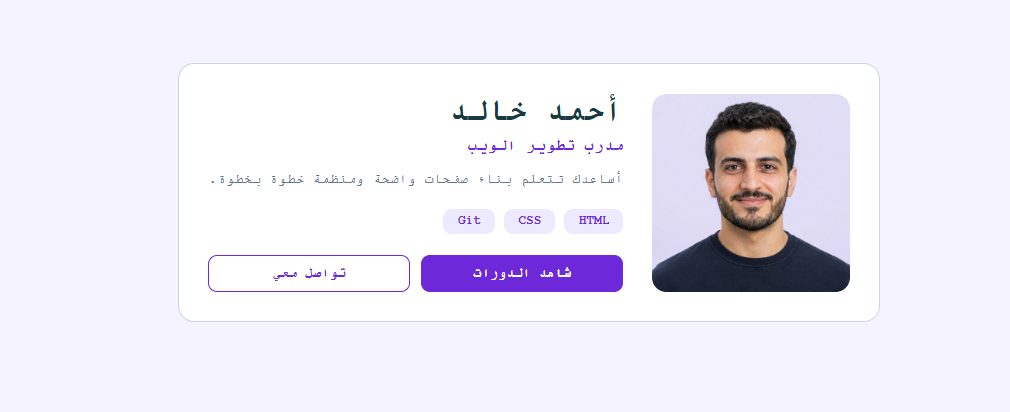 أحمد خالد
مدرب تطوير الويب
أساعدك تتعلم بناء صفحات واضحة ومنظمة خطوة بخطوة.
HTML CSS Git
شاهد الدورات تواصل معي